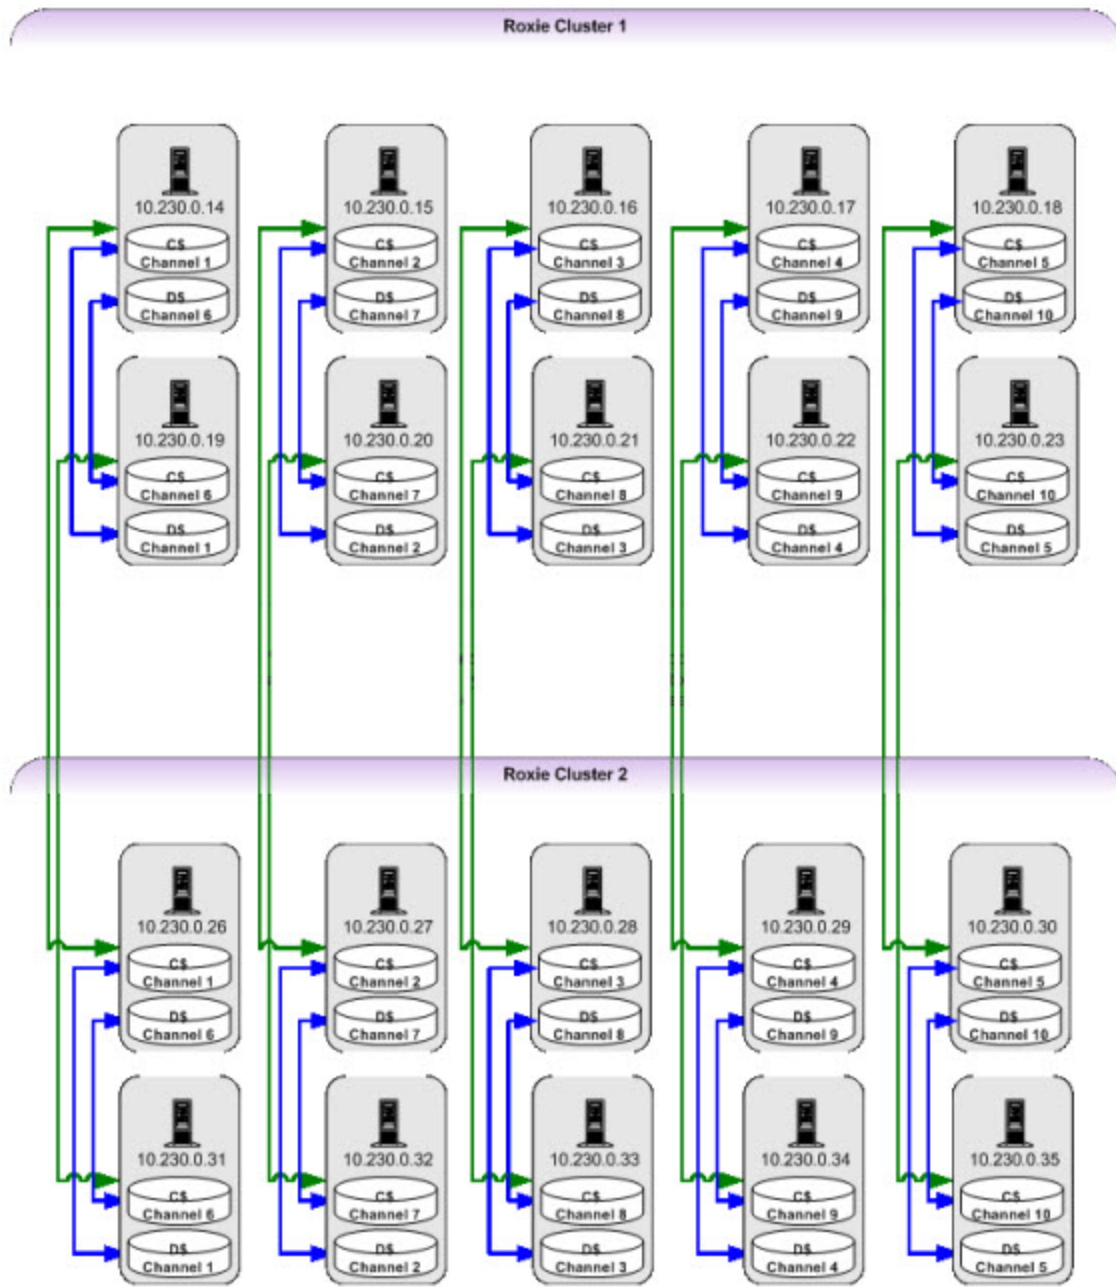 Roxie Cluster 1
10.230.0.14
C$
Channel 1
D$
Channel 6
10.230.0.15
C$
Channel 2
D$
Channel 7
10.230.0.16
C$
Channel 3
D$
Channel 8
10.230.0.17
C$
Channel 4
D$
Channel 9
10.230.0.18
C$
Channel 5
D$
Channel 10
10.230.0.19
C$
Channel 6
D$
Channel 1
10.230.0.20
C$
Channel 7
D$
Channel 2
10.230.0.21
C$
Channel 8
D$
Channel 3
10.230.0.22
C$
Channel 9
D$
Channel 4
10.230.0.23
C$
Channel 10
D$
Channel 5
Roxie Cluster 2
10.230.0.26
C$
Channel 1
D$
Channel 6
10.230.0.27
C$
Channel 2
D$
Channel 7
10.230.0.28
C$
Channel 3
D$
Channel 8
10.230.0.29
C$
Channel 4
D$
Channel 9
10.230.0.30
C$
Channel 5
D$
Channel 10
10.230.0.31
C$
Channel 6
D$
Channel 1
10.230.0.32
C$
Channel 7
D$
Channel 2
10.230.0.33
C$
Channel 8
D$
Channel 3
10.230.0.34
C$
Channel 9
D$
Channel 4
10.230.0.35
C$
Channel 10
D$
Channel 5